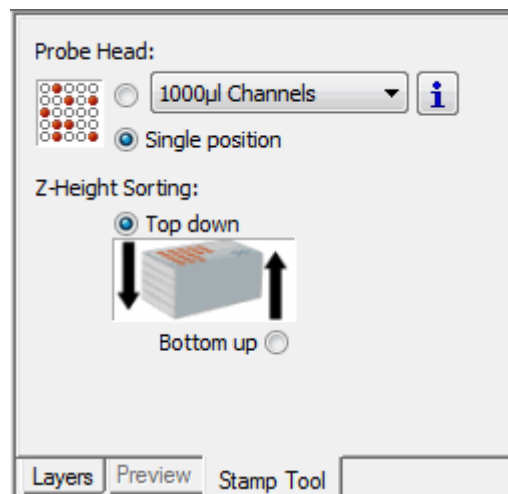 Probe Head:
1000µl Channels
i
Single position
Z-Height Sorting:
Top down
Bottom up
Layers Preview Stamp Tool